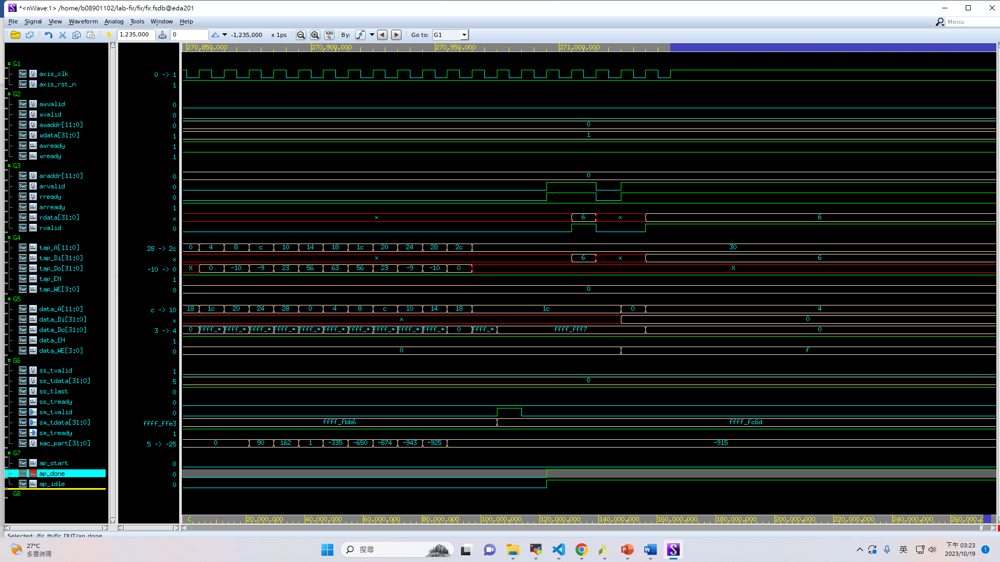 *<nWave:1> /home/b08901102/lab-fir/fir/fir.fsdb@eda201
File Signal View Waveform Analog Tools Window Help
Menu
1,235,000 0 -1,235,000 x 1ps 100 % By: Go to: G1
270,850,000 270,900,000 270,950,000 271,000,000
G1
axis_clk 0 -> 1
axis_rst_n 1
G2
awvalid 0
wvalid 0
awaddr[11:0] 0 0
wdata[31:0] 1 1
awready 1
wready 1
G3
araddr[11:0] 0 0
arvalid 0
rready 0
arready 1
rdata[31:0] x x 6 x 6
rvalid 0
G4
tap_A[11:0] 28 -> 2c 0 4 8 c 10 14 18 1c 20 24 28 2c 30
tap_Di[31:0] x x 6 x 6
tap_Do[31:0] -10 -> 0 X 0 -10 -9 23 56 63 56 23 -9 -10 0 X
tap_EN 1
tap_WE[3:0] 0 0
G5
data_A[11:0] c -> 10 18 1c 20 24 28 0 4 8 c 10 14 18 1c 0 4
data_Di[31:0] x x 0
data_Do[31:0] 3 -> 4 0 ffff_* ffff_* ffff_* ffff_* ffff_* ffff_* ffff_* ffff_* ffff_* ffff_* 0 ffff_* ffff_fff7 0
data_EN 1
data_WE[3:0] 0 0 f
G6
ss_tvalid 1
ss_tdata[31:0] 5 0
ss_tlast 0
ss_tready 0
sm_tvalid 0
sm_tdata[31:0] ffff_ffe3 ffff_fbb6 ffff_fc6d
sm_tready 1
mac_part[31:0] 5 -> -25 0 90 162 1 -335 -650 -874 -943 -925 -915
G7
ap_start 0
ap_done 0
ap_idle 0
G8
0 20,000,000 40,000,000 60,000,000 80,000,000 100,000,000 120,000,000 140,000,000 160,000,000 180,000,000 200,000,000 220,000,000 240,000,000
Selected: /fir_tb/fir_DUT/ap_done
27°C
多雲時晴
搜尋
英
下午 03:23
2023/10/19
1